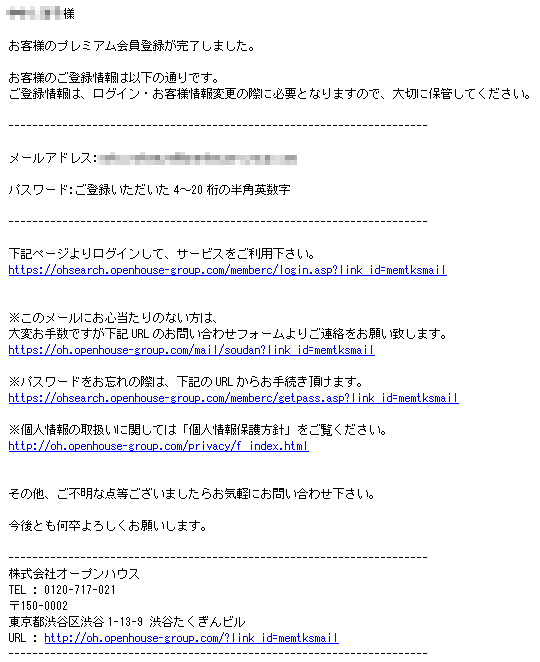 様
お客様のプレミアム会員登録が完了しました。
お客様のご登録情報は以下の通りです。
ご登録情報は、ログイン・お客様情報変更の際に必要となりますので、大切に保管してください。
----------------------------------------------------------------------
メールアドレス:
パスワード:ご登録いただいた4～20桁の半角英数字
----------------------------------------------------------------------
下記ページよりログインして、サービスをご利用下さい。
https://ohsearch.openhouse-group.com/memberc/login.asp?link_id=memtksmail
※このメールにお心当たりのない方は、
大変お手数ですが下記URLのお問い合わせフォームよりご連絡をお願い致します。
https://oh.openhouse-group.com/mail/soudan?link_id=memtksmail
※パスワードをお忘れの際は、下記のURLからお手続き頂けます。
https://ohsearch.openhouse-group.com/memberc/getpass.asp?link_id=memtksmail
※個人情報の取扱いに関しては「個人情報保護方針」をご覧ください。
http://oh.openhouse-group.com/privacy/f_index.html
その他、ご不明な点等ございましたらお気軽にお問い合わせ下さい。
今後とも何卒よろしくお願いします。
----------------------------------------------------------------------
株式会社オープンハウス
TEL : 0120-717-021
〒150-0002
東京都渋谷区渋谷1-13-9 渋谷たくぎんビル
URL : http://oh.openhouse-group.com/?link_id=memtksmail
----------------------------------------------------------------------